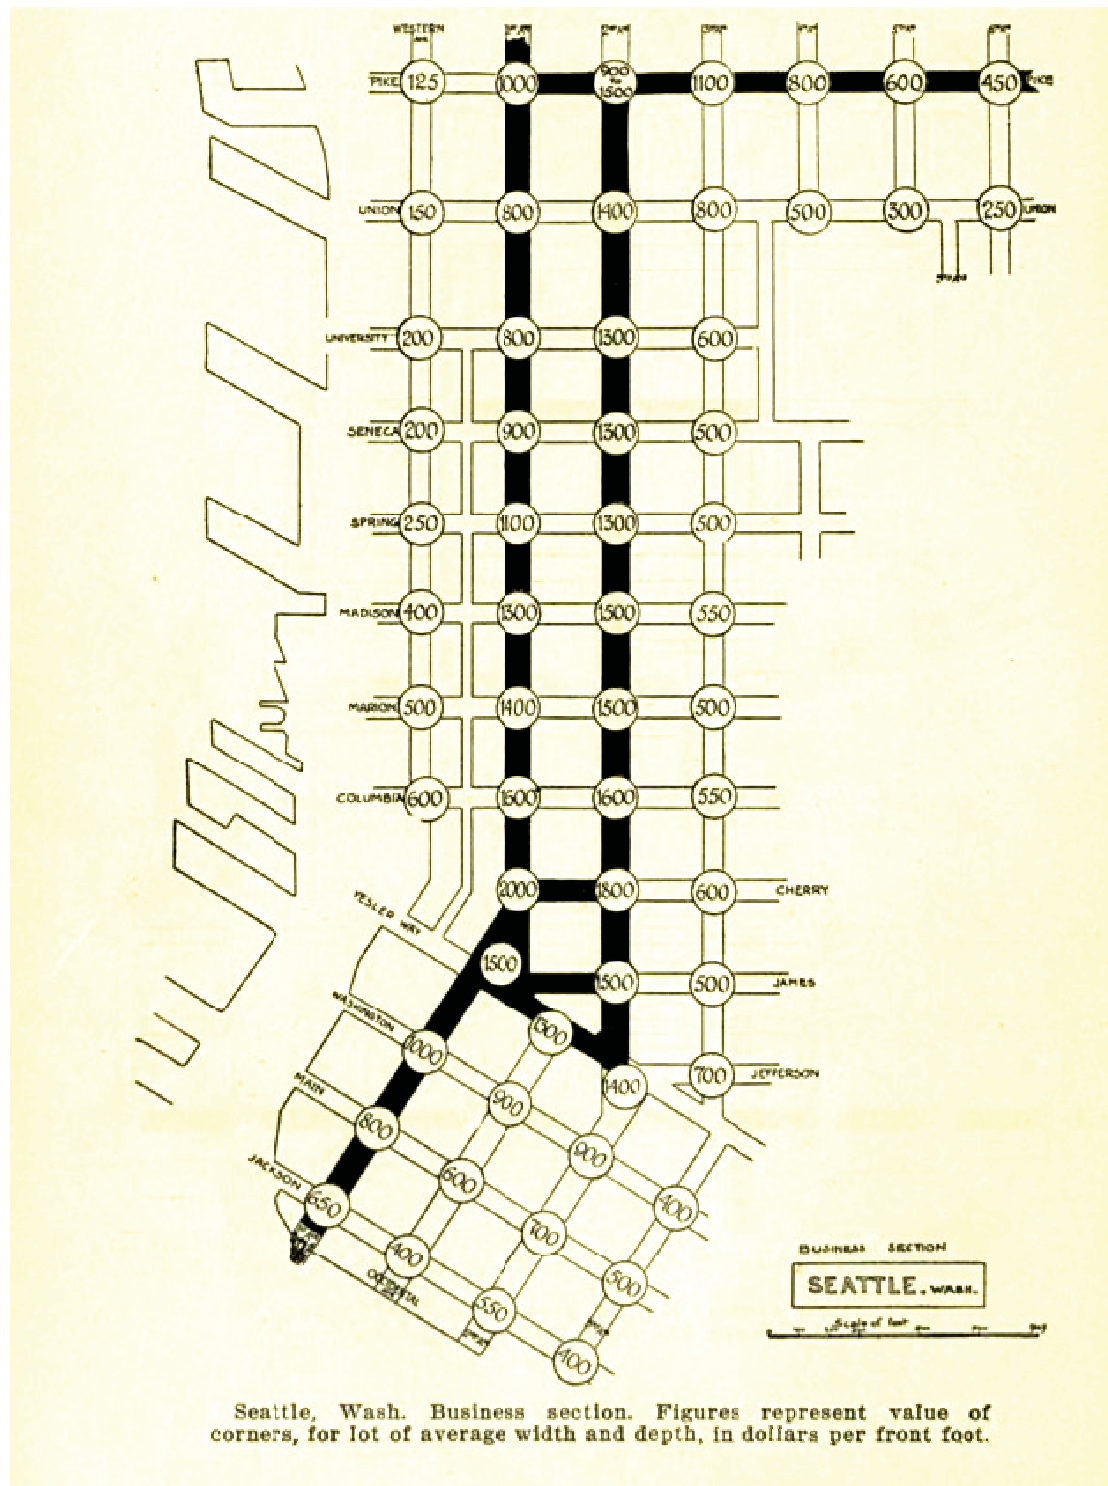 WESTERN
PIKE 125 1000 900 to 1500 1100 800 600 450 PIKE
UNION 150 800 1400 800 500 300 250 UNION
UNIVERSITY 200 800 1300 600
SENECA 200 900 1300 500
SPRING 250 1100 1300 500
MADISON 400 1300 1500 550
MARION 500 1400 1500 500
COLUMBIA 600 1600 1600 550
2000 1800 600 CHERRY
YESLER WAY
1500 1500 500 JAMES
WASHINGTON 1000 1300
1400 700 JEFFERSON
MAIN 800 900 900
JACKSON 650 600 400
400 700
OCCIDENTAL
550 500
400
BUSINESS SECTION
SEATTLE. WASH.
Scale of feet
Seattle, Wash. Business section. Figures represent value of
corners, for lot of average width and depth, in dollars per front foot.